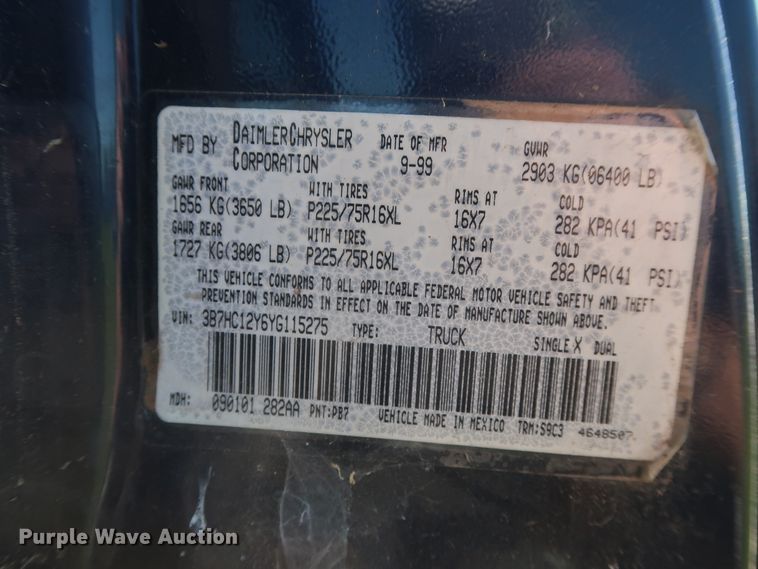 MFD BY DAIMLERCHRYSLER CORPORATION
DATE OF MFR 9-99
GVWR 2903 KG(06400 LB)
GAWR FRONT WITH TIRES RIMS AT COLD
1656 KG(3650 LB) P225/75R16XL 16X7 282 KPA(41 PSI)
GAWR REAR WITH TIRES RIMS AT COLD
1727 KG(3806 LB) P225/75R16XL 16X7 282 KPA(41 PSI)
THIS VEHICLE CONFORMS TO ALL APPLICABLE FEDERAL MOTOR VEHICLE SAFETY AND THEFT
PREVENTION STANDARDS IN EFFECT ON THE DATE OF MANUFACTURE SHOWN ABOVE.
VIN: 3B7HC12Y6YG115275 TYPE: TRUCK SINGLE X DUAL
MDH: 090101 282AA PNT:PB7 VEHICLE MADE IN MEXICO TRM:S9C3 4648507
Purple Wave Auction